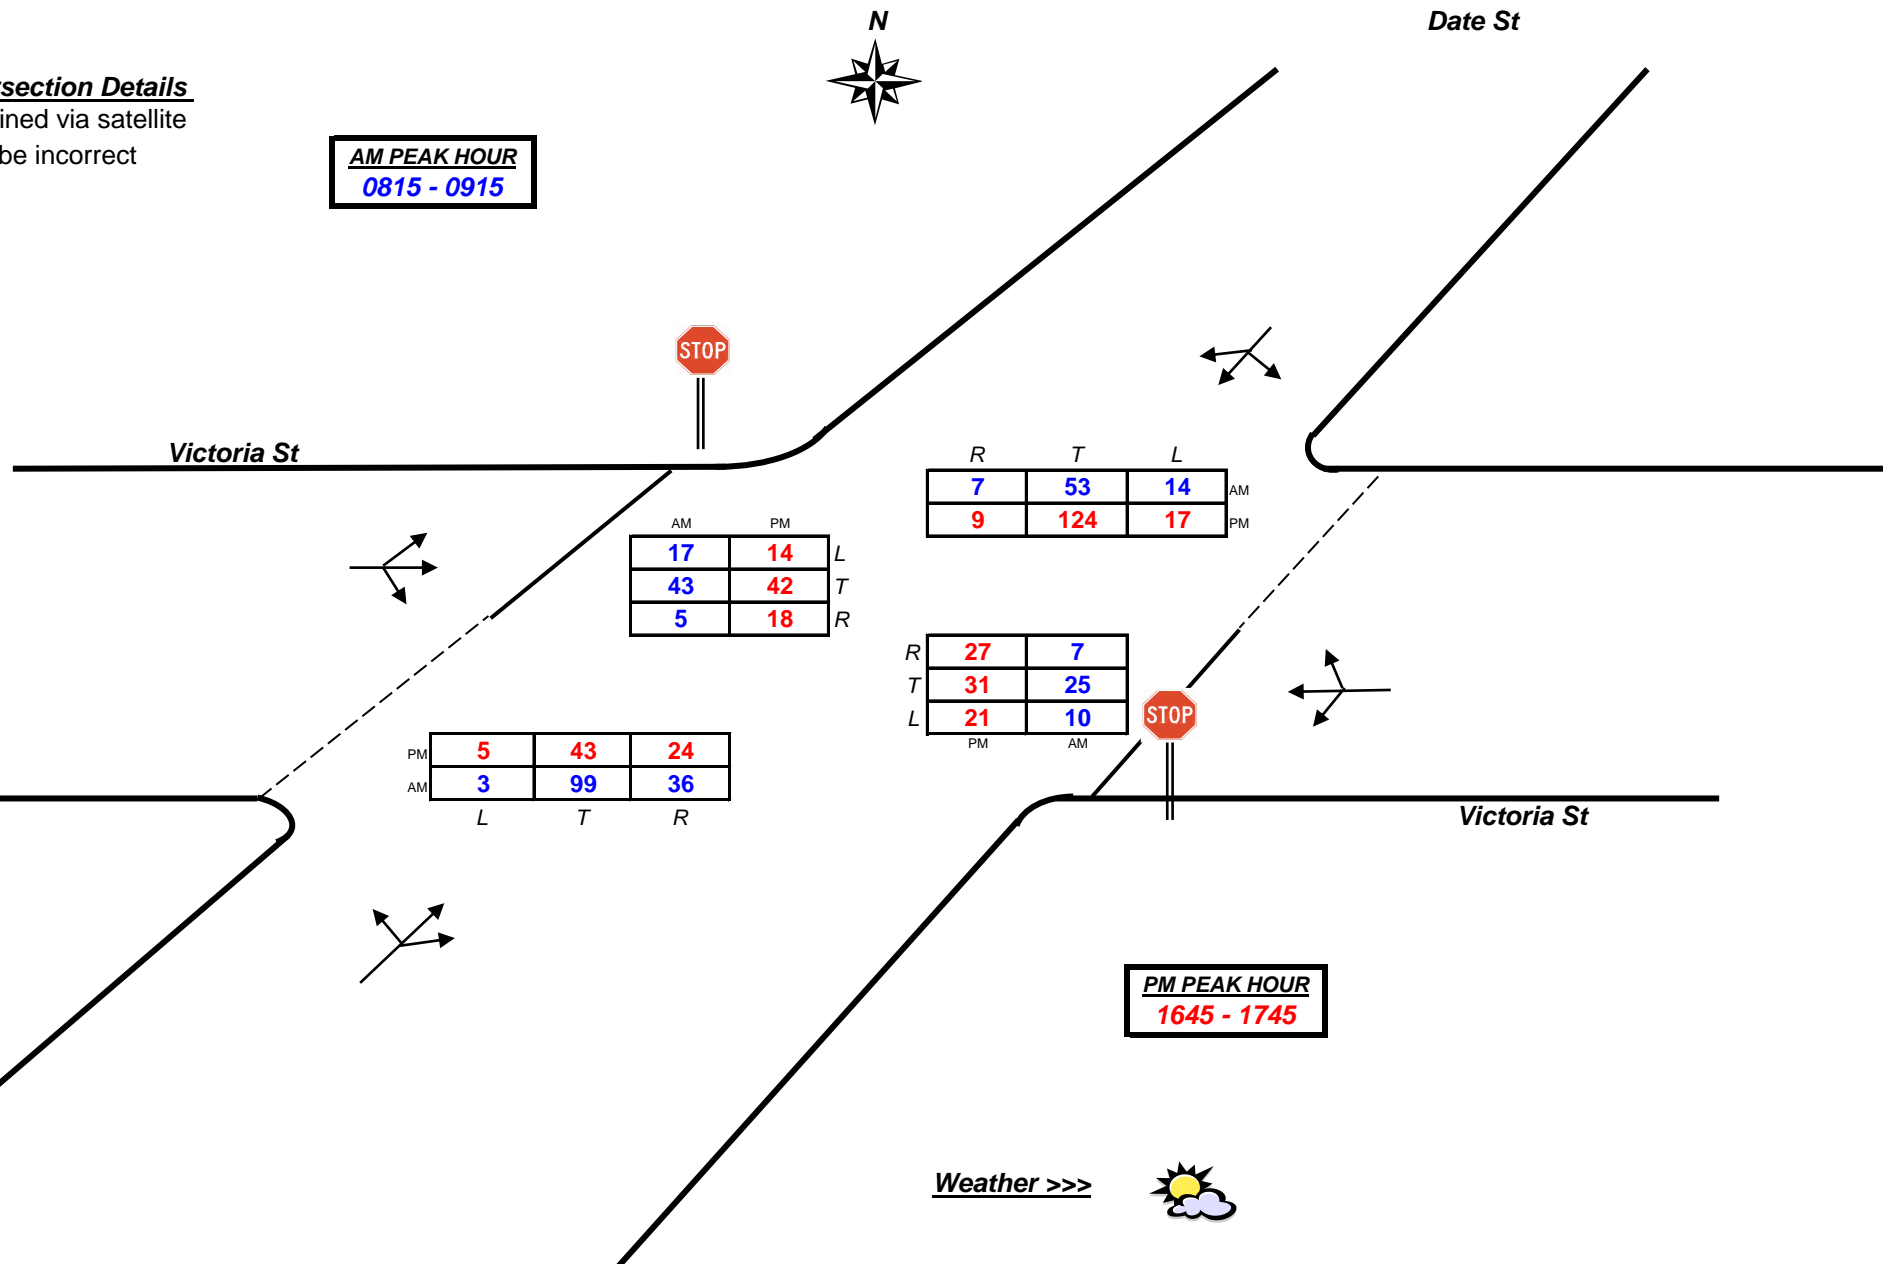 N
Date St
rsection Details
ined via satellite
be incorrect
AM PEAK HOUR
0815 - 0915
STOP
Victoria St
R T L
7 53 14 AM
9 124 17 PM
AM PM
17 14 L
43 42 T
5 18 R
R 27 7
T 31 25
L 21 10
PM AM
STOP
PM 5 43 24
AM 3 99 36
L T R
Victoria St
PM PEAK HOUR
1645 - 1745
Weather >>>